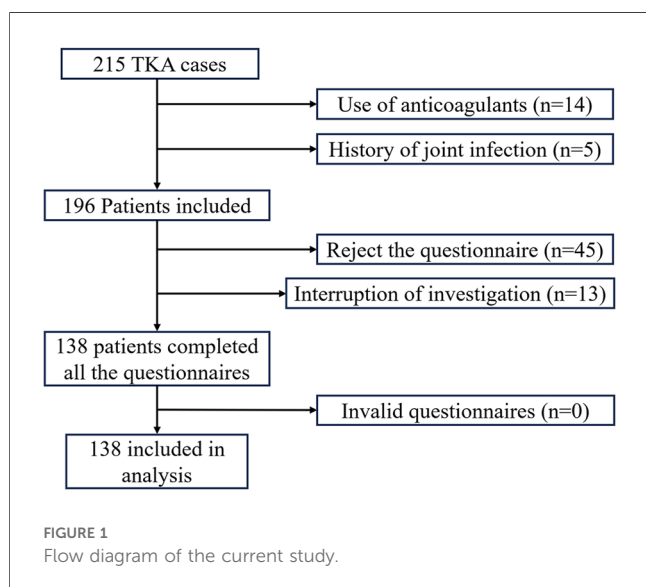 215 TKA cases
Use of anticoagulants (n=14)
History of joint infection (n=5)
196 Patients included
Reject the questionnaire (n=45)
Interruption of investigation (n=13)
138 patients completed
all the questionnaires
Invalid questionnaires (n=0)
138 included in
analysis
FIGURE 1
Flow diagram of the current study.